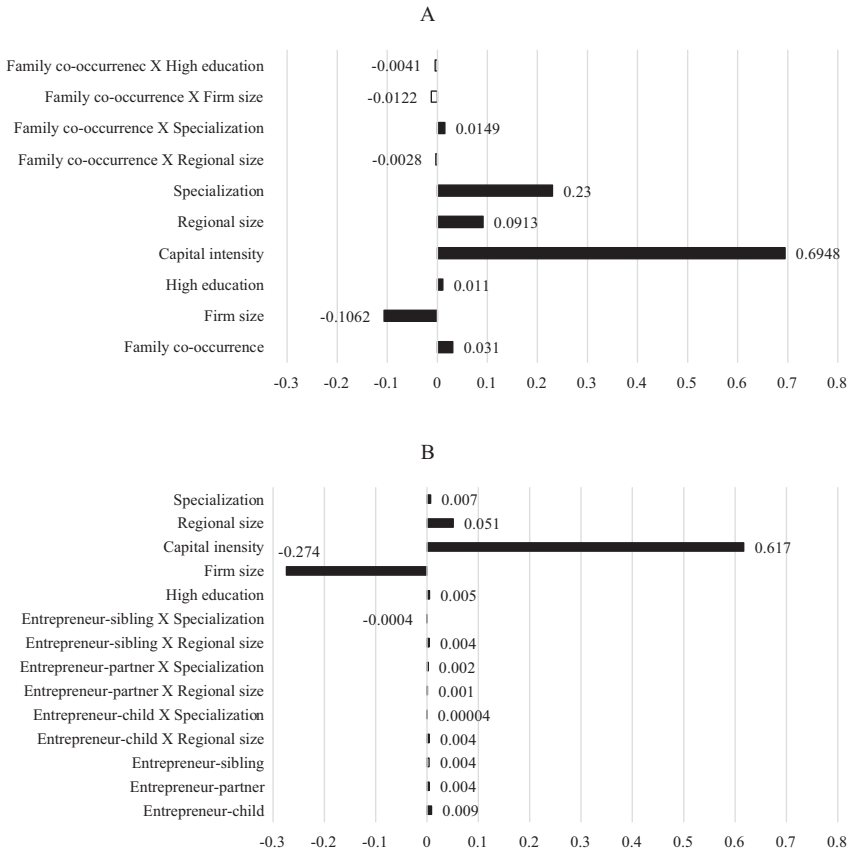 A
Family co-occurrenec X High education -0.0041
Family co-occurrence X Firm size -0.0122
Family co-occurrence X Specialization 0.0149
Family co-occurrence X Regional size -0.0028
Specialization 0.23
Regional size 0.0913
Capital intensity 0.6948
High education 0.011
Firm size -0.1062
Family co-occurrence 0.031
-0.3 -0.2 -0.1 0 0.1 0.2 0.3 0.4 0.5 0.6 0.7 0.8
B
Specialization 0.007
Regional size 0.051
Capital inensity 0.617
Firm size -0.274
High education 0.005
Entrepreneur-sibling X Specialization -0.0004
Entrepreneur-sibling X Regional size 0.004
Entrepreneur-partner X Specialization 0.002
Entrepreneur-partner X Regional size 0.001
Entrepreneur-child X Specialization 0.00004
Entrepreneur-child X Regional size 0.004
Entrepreneur-sibling 0.004
Entrepreneur-partner 0.004
Entrepreneur-child 0.009
-0.3 -0.2 -0.1 0 0.1 0.2 0.3 0.4 0.5 0.6 0.7 0.8